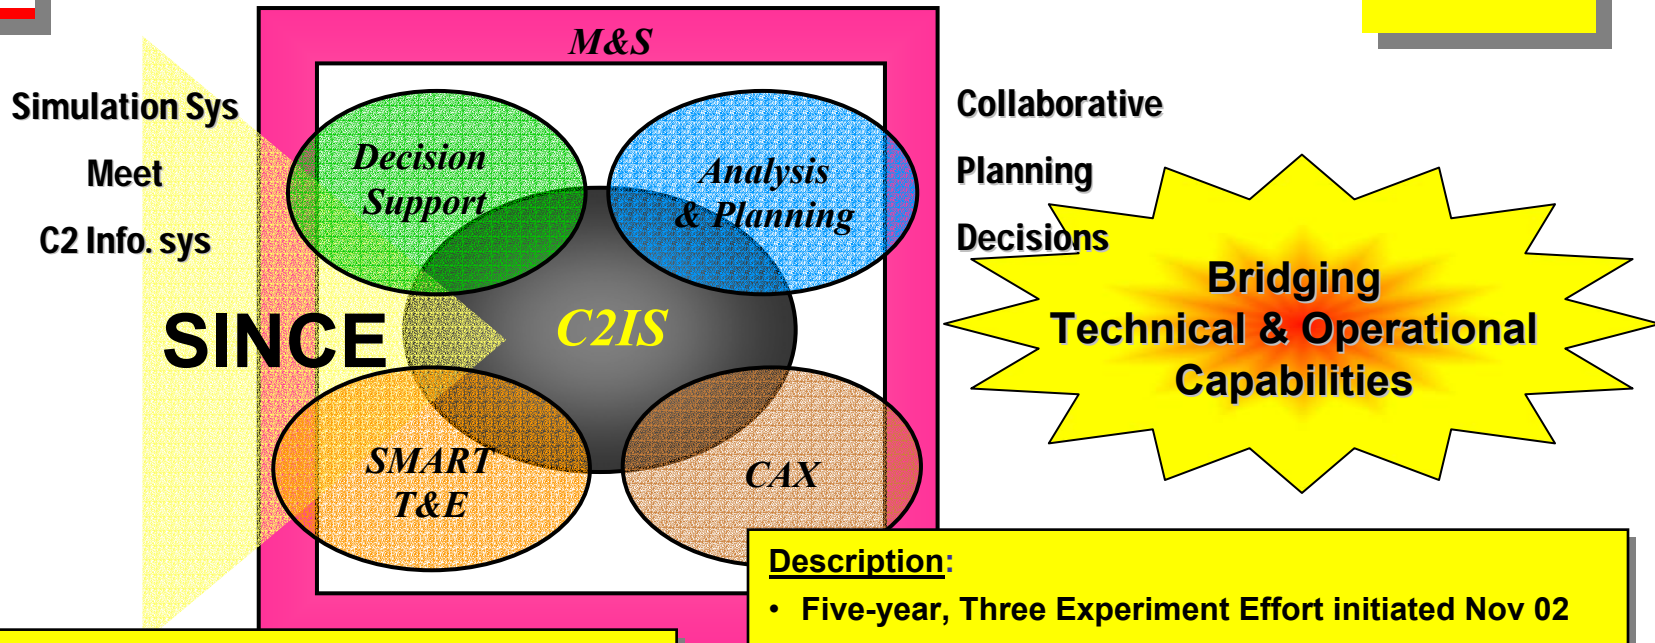 M&S
Simulation Sys
Meet
C2 Info. sys
SINCE
Decision
Support
Analysis
& Planning
C2IS
SMART
T&E
CAX
Collaborative
Planning
Decisions
Bridging
Technical & Operational
Capabilities
Description:
• Five-year, Three Experiment Effort initiated Nov 02